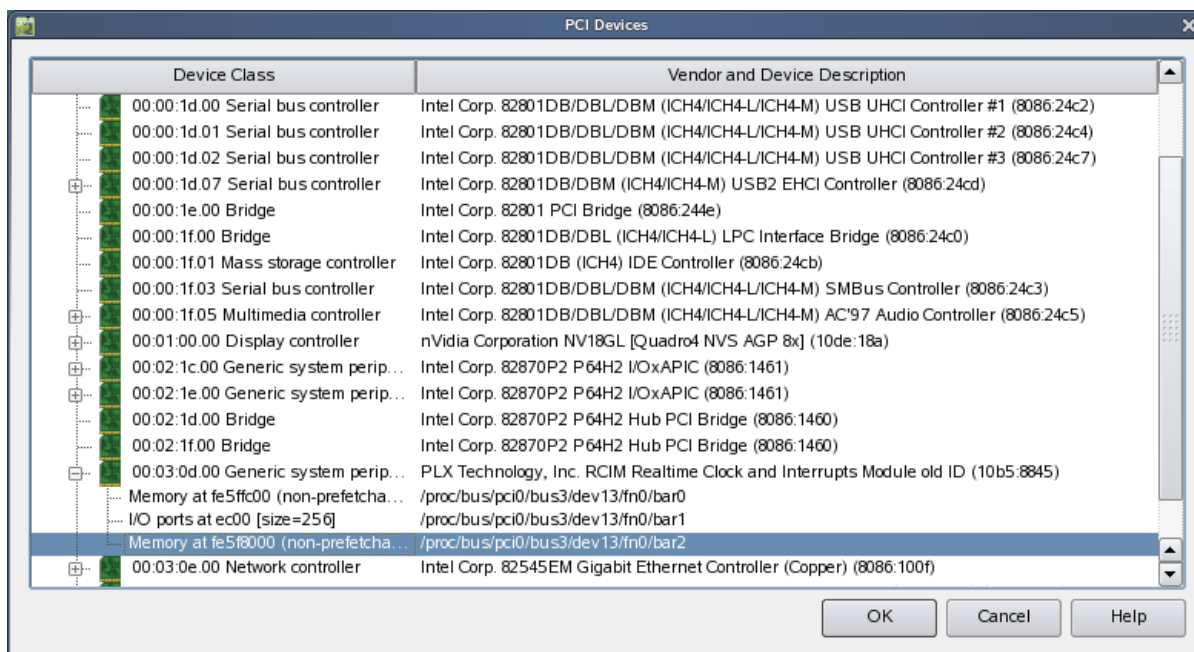 PCI Devices
Device Class Vendor and Device Description
00:00:1d.00 Serial bus controller Intel Corp. 82801DB/DBL/DBM (ICH4/ICH4-L/ICH4-M) USB UHCI Controller #1 (8086:24c2)
00:00:1d.01 Serial bus controller Intel Corp. 82801DB/DBL/DBM (ICH4/ICH4-L/ICH4-M) USB UHCI Controller #2 (8086:24c4)
00:00:1d.02 Serial bus controller Intel Corp. 82801DB/DBL/DBM (ICH4/ICH4-L/ICH4-M) USB UHCI Controller #3 (8086:24c7)
00:00:1d.07 Serial bus controller Intel Corp. 82801DB/DBM (ICH4/ICH4-M) USB2 EHCI Controller (8086:24cd)
00:00:1e.00 Bridge Intel Corp. 82801 PCI Bridge (8086:244e)
00:00:1f.00 Bridge Intel Corp. 82801DB/DBL (ICH4/ICH4-L) LPC Interface Bridge (8086:24c0)
00:00:1f.01 Mass storage controller Intel Corp. 82801DB (ICH4) IDE Controller (8086:24cb)
00:00:1f.03 Serial bus controller Intel Corp. 82801DB/DBL/DBM (ICH4/ICH4-L/ICH4-M) SMBus Controller (8086:24c3)
00:00:1f.05 Multimedia controller Intel Corp. 82801DB/DBL/DBM (ICH4/ICH4-L/ICH4-M) AC'97 Audio Controller (8086:24c5)
00:01:00.00 Display controller nVidia Corporation NV18GL [Quadro4 NVS AGP 8x] (10de:18a)
00:02:1c.00 Generic system perip... Intel Corp. 82870P2 P64H2 I/OxAPIC (8086:1461)
00:02:1e.00 Generic system perip... Intel Corp. 82870P2 P64H2 I/OxAPIC (8086:1461)
00:02:1d.00 Bridge Intel Corp. 82870P2 P64H2 Hub PCI Bridge (8086:1460)
00:02:1f.00 Bridge Intel Corp. 82870P2 P64H2 Hub PCI Bridge (8086:1460)
00:03:0d.00 Generic system perip... PLX Technology, Inc. RCIM Realtime Clock and Interrupts Module old ID (10b5:8845)
Memory at fe5ffc00 (non-prefetcha... /proc/bus/pci0/bus3/dev13/fn0/bar0
I/O ports at ec00 [size=256] /proc/bus/pci0/bus3/dev13/fn0/bar1
Memory at fe5f8000 (non-prefetcha... /proc/bus/pci0/bus3/dev13/fn0/bar2
00:03:0e.00 Network controller Intel Corp. 82545EM Gigabit Ethernet Controller (Copper) (8086:100f)
OK Cancel Help